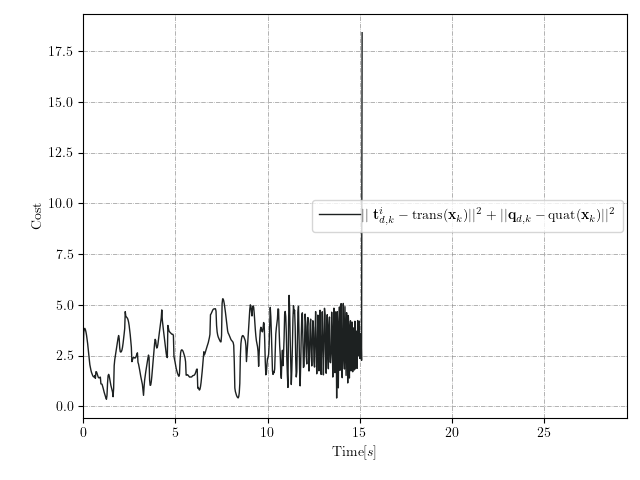 17.5
15.0
12.5
10.0
7.5
5.0
2.5
0.0
Cost
|| t^i_{d,k} − trans(x_k)||² + ||q_{d,k} − quat(x_k)||²
0 5 10 15 20 25
Time[s]